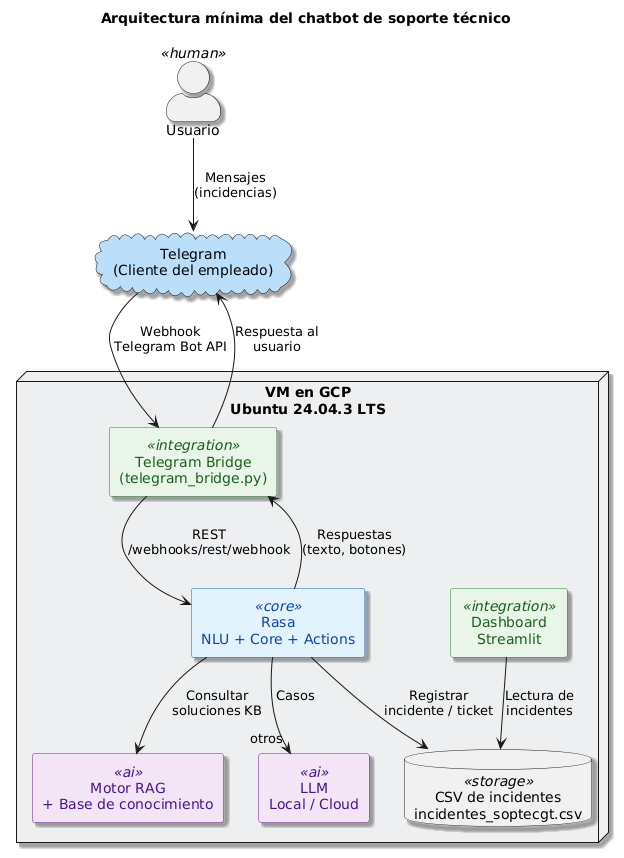 Arquitectura mínima del chatbot de soporte técnico
«human»
Usuario
Mensajes
(incidencias)
Telegram
(Cliente del empleado)
Webhook
Telegram Bot API
Respuesta al
usuario
VM en GCP
Ubuntu 24.04.3 LTS
«integration»
Telegram Bridge
(telegram_bridge.py)
REST
/webhooks/rest/webhook
Respuestas
(texto, botones)
«core»
Rasa
NLU + Core + Actions
«integration»
Dashboard
Streamlit
Consultar
soluciones KB
Casos
otros
Registrar
incidente / ticket
Lectura de
incidentes
«ai»
Motor RAG
+ Base de conocimiento
«ai»
LLM
Local / Cloud
«storage»
CSV de incidentes
incidentes_soptecgt.csv